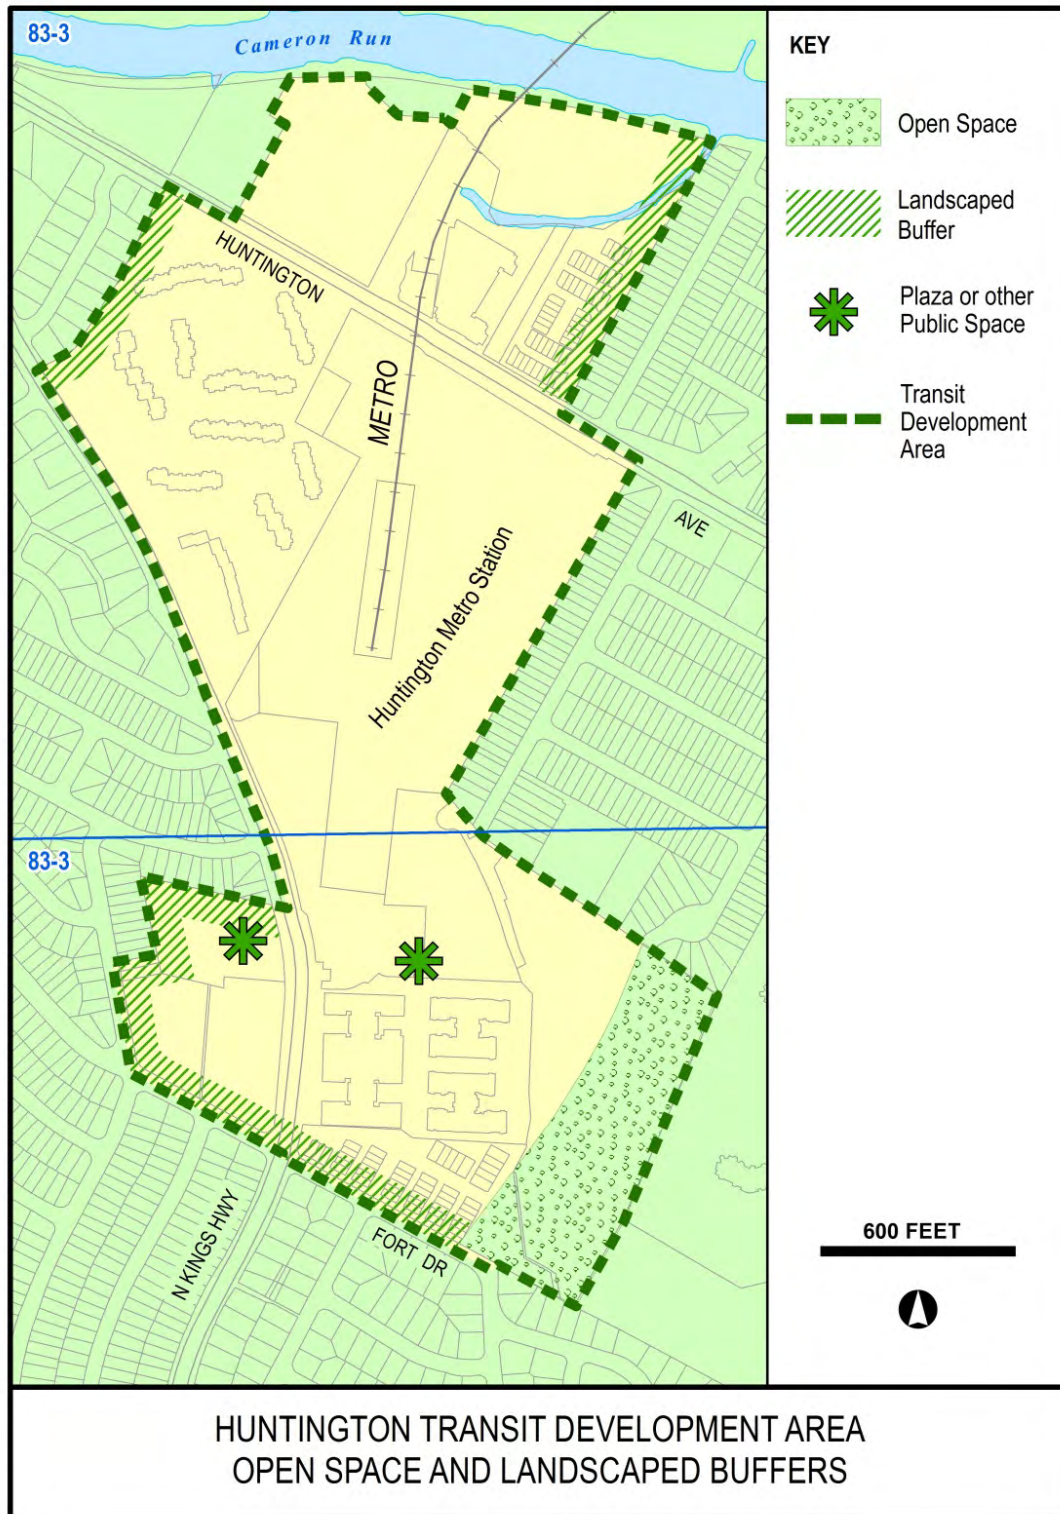 83-3
Cameron Run
HUNTINGTON
METRO
AVE
Huntington Metro Station
83-3
N KINGS HWY
FORT DR
KEY
Open Space
Landscaped
Buffer
Plaza or other
Public Space
Transit
Development
Area
600 FEET
HUNTINGTON TRANSIT DEVELOPMENT AREA
OPEN SPACE AND LANDSCAPED BUFFERS